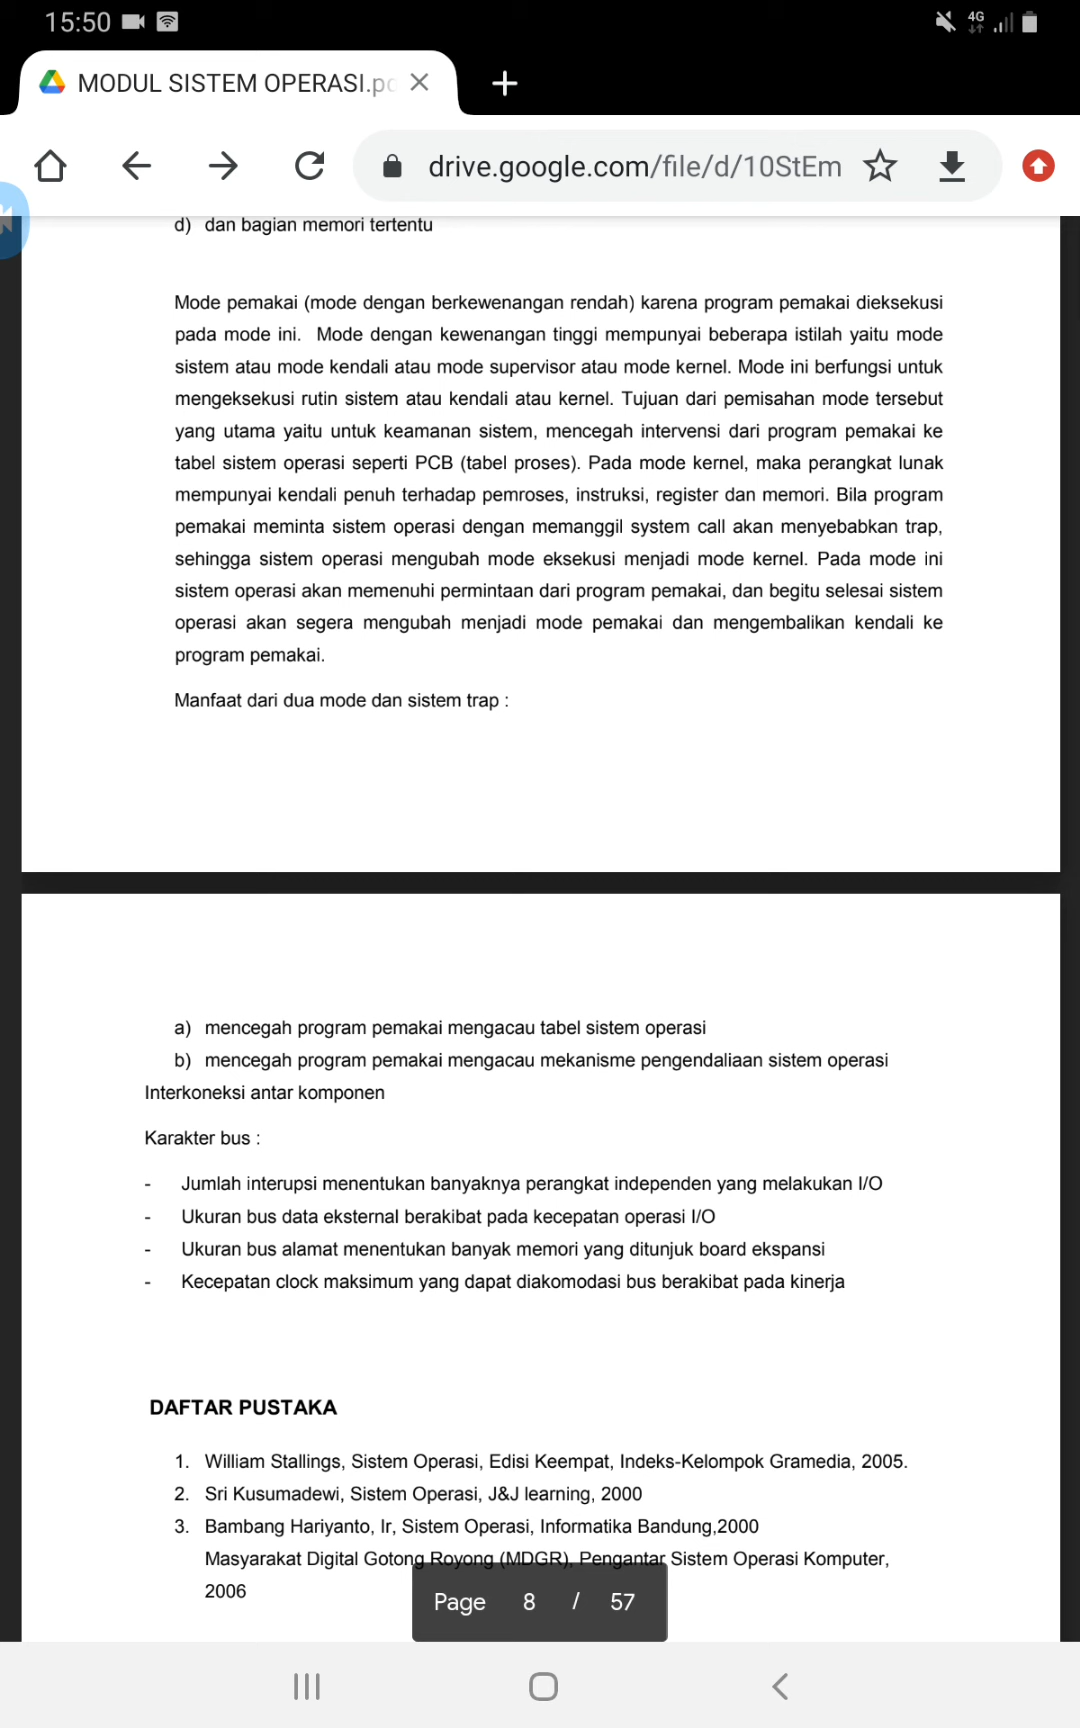 15:50
4G
MODUL SISTEM OPERASI.pd
drive.google.com/file/d/10StEm
d) dan bagian memori tertentu
Mode pemakai (mode dengan berkewenangan rendah) karena program pemakai dieksekusi
pada mode ini. Mode dengan kewenangan tinggi mempunyai beberapa istilah yaitu mode
sistem atau mode kendali atau mode supervisor atau mode kernel. Mode ini berfungsi untuk
mengeksekusi rutin sistem atau kendali atau kernel. Tujuan dari pemisahan mode tersebut
yang utama yaitu untuk keamanan sistem, mencegah intervensi dari program pemakai ke
tabel sistem operasi seperti PCB (tabel proses). Pada mode kernel, maka perangkat lunak
mempunyai kendali penuh terhadap pemroses, instruksi, register dan memori. Bila program
pemakai meminta sistem operasi dengan memanggil system call akan menyebabkan trap,
sehingga sistem operasi mengubah mode eksekusi menjadi mode kernel. Pada mode ini
sistem operasi akan memenuhi permintaan dari program pemakai, dan begitu selesai sistem
operasi akan segera mengubah menjadi mode pemakai dan mengembalikan kendali ke
program pemakai.
Manfaat dari dua mode dan sistem trap :
a) mencegah program pemakai mengacau tabel sistem operasi
b) mencegah program pemakai mengacau mekanisme pengendaliaan sistem operasi
Interkoneksi antar komponen
Karakter bus :
- Jumlah interupsi menentukan banyaknya perangkat independen yang melakukan I/O
- Ukuran bus data eksternal berakibat pada kecepatan operasi I/O
- Ukuran bus alamat menentukan banyak memori yang ditunjuk board ekspansi
- Kecepatan clock maksimum yang dapat diakomodasi bus berakibat pada kinerja
DAFTAR PUSTAKA
1. William Stallings, Sistem Operasi, Edisi Keempat, Indeks-Kelompok Gramedia, 2005.
2. Sri Kusumadewi, Sistem Operasi, J&J learning, 2000
3. Bambang Hariyanto, Ir, Sistem Operasi, Informatika Bandung,2000
Masyarakat Digital Gotong Royong (MDGR), Pengantar Sistem Operasi Komputer,
2006
Page 8 / 57